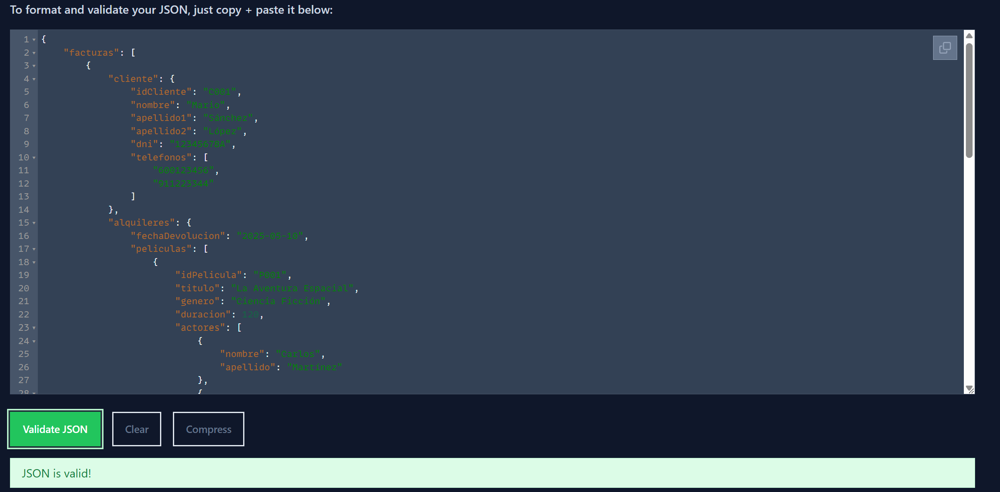 To format and validate your JSON, just copy + paste it below:
1 {
2 "facturas": [
3 {
4 "cliente": {
5 "idCliente": "C001",
6 "nombre": "Mario",
7 "apellido1": "Sánchez",
8 "apellido2": "López",
9 "dni": "12345678A",
10 "telefonos": [
11 "600123456",
12 "911223344"
13 ]
14 },
15 "alquileres": {
16 "fechaDevolucion": "2025-05-10",
17 "peliculas": [
18 {
19 "idPelicula": "P001",
20 "titulo": "La Aventura Espacial",
21 "genero": "Ciencia Ficción",
22 "duracion": 120,
23 "actores": [
24 {
25 "nombre": "Carlos",
26 "apellido": "Martínez"
27 },
28 {
Validate JSON
Clear
Compress
JSON is valid!